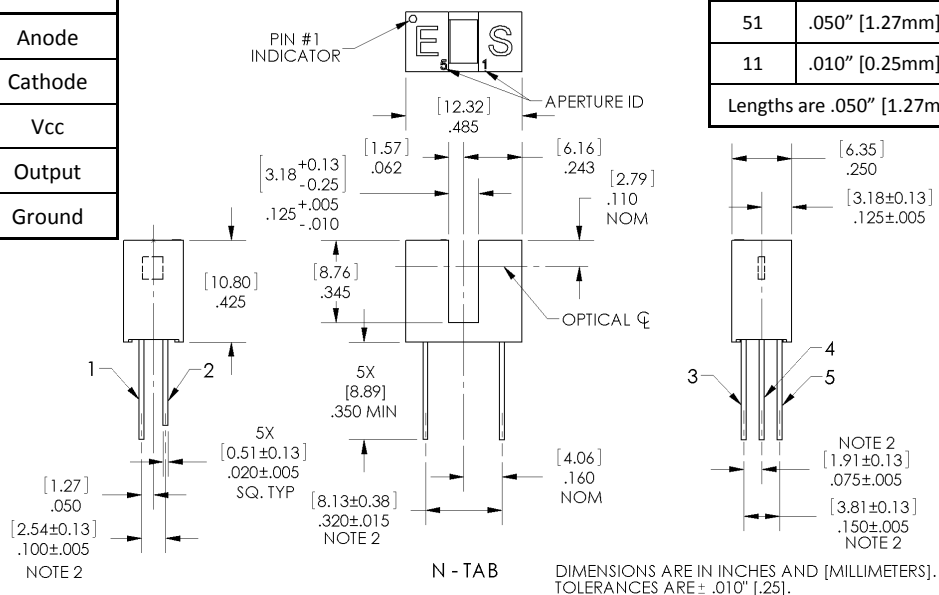 Anode
Cathode
Vcc
Output
Ground
PIN #1
INDICATOR
E S
5 1
APERTURE ID
51 .050” [1.27mm]
11 .010” [0.25mm]
Lengths are .050” [1.27m
[12.32]
.485
[1.57]
.062
[6.16]
.243
[3.18 +0.13 -0.25]
.125 +.005 -.010
[2.79]
.110
NOM
[6.35]
.250
[3.18±0.13]
.125±.005
[10.80]
.425
[8.76]
.345
OPTICAL ℄
1
2
5X
[8.89]
.350 MIN
3
4
5
5X
[0.51±0.13]
.020±.005
SQ. TYP
[1.27]
.050
[2.54±0.13]
.100±.005
NOTE 2
[8.13±0.38]
.320±.015
NOTE 2
[4.06]
.160
NOM
NOTE 2
[1.91±0.13]
.075±.005
[3.81±0.13]
.150±.005
NOTE 2
N - TAB
DIMENSIONS ARE IN INCHES AND [MILLIMETERS].
TOLERANCES ARE ± .010" [.25].